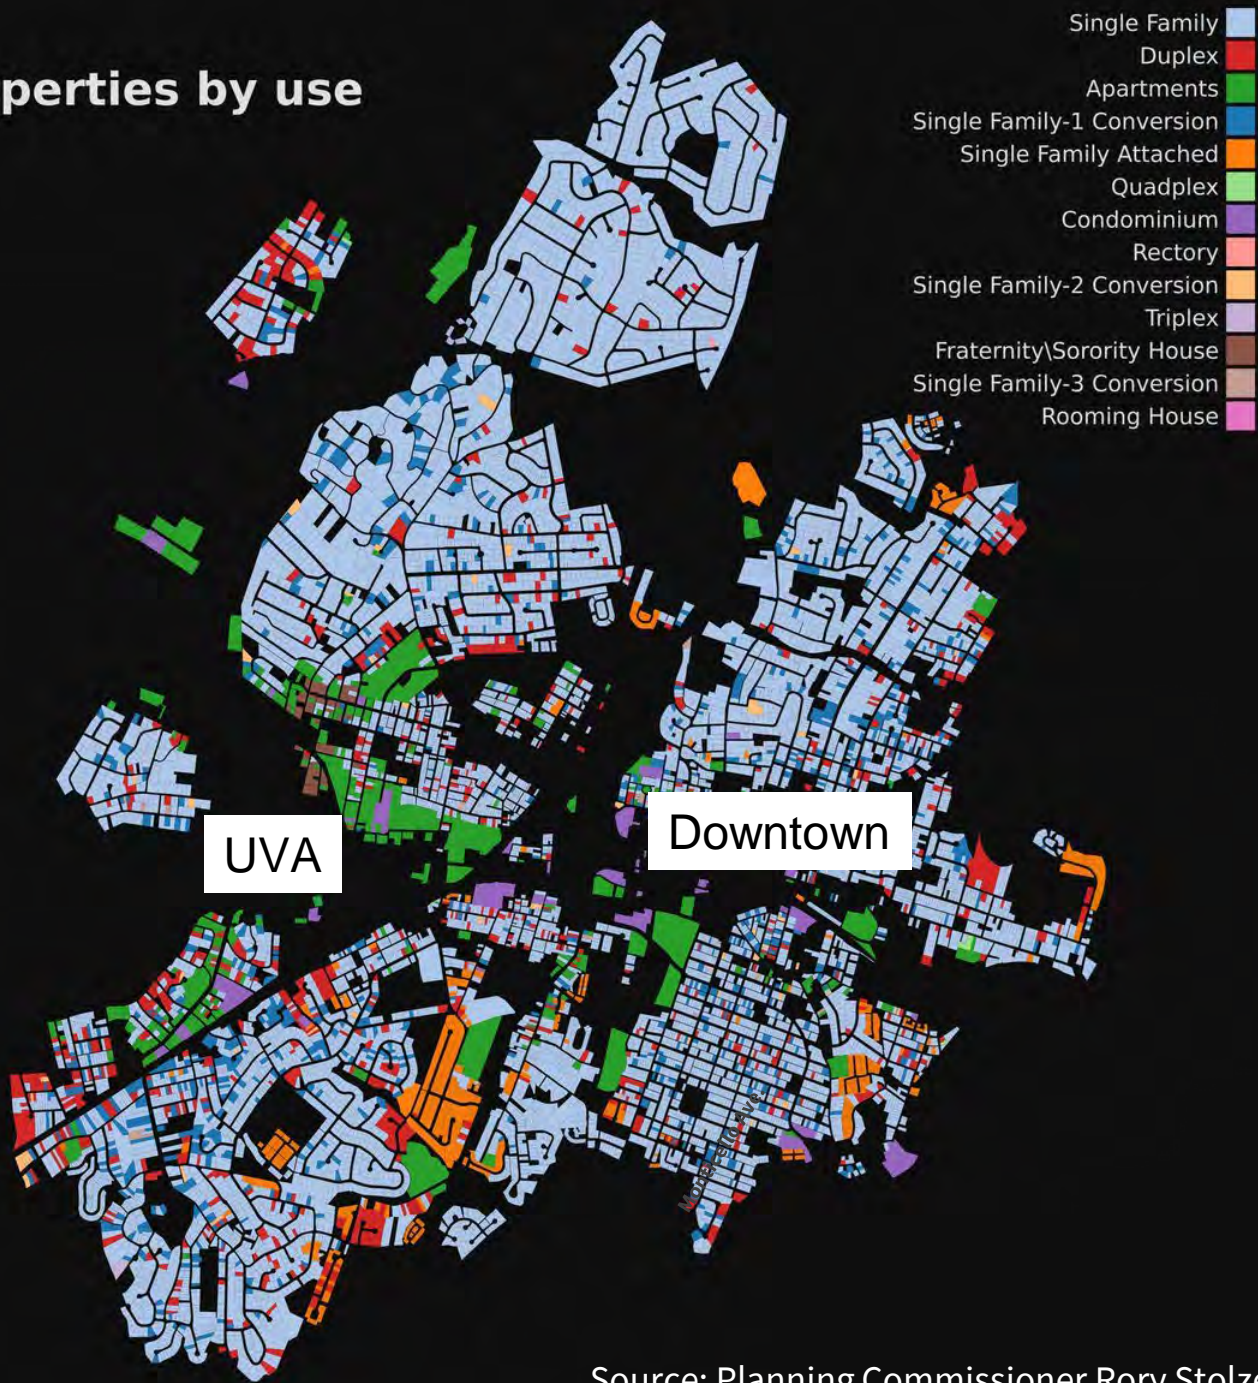 perties by use
Single Family
Duplex
Apartments
Single Family-1 Conversion
Single Family Attached
Quadplex
Condominium
Rectory
Single Family-2 Conversion
Triplex
Fraternity\Sorority House
Single Family-3 Conversion
Rooming House
UVA
Downtown
Source: Planning Commissioner Rory Stolz